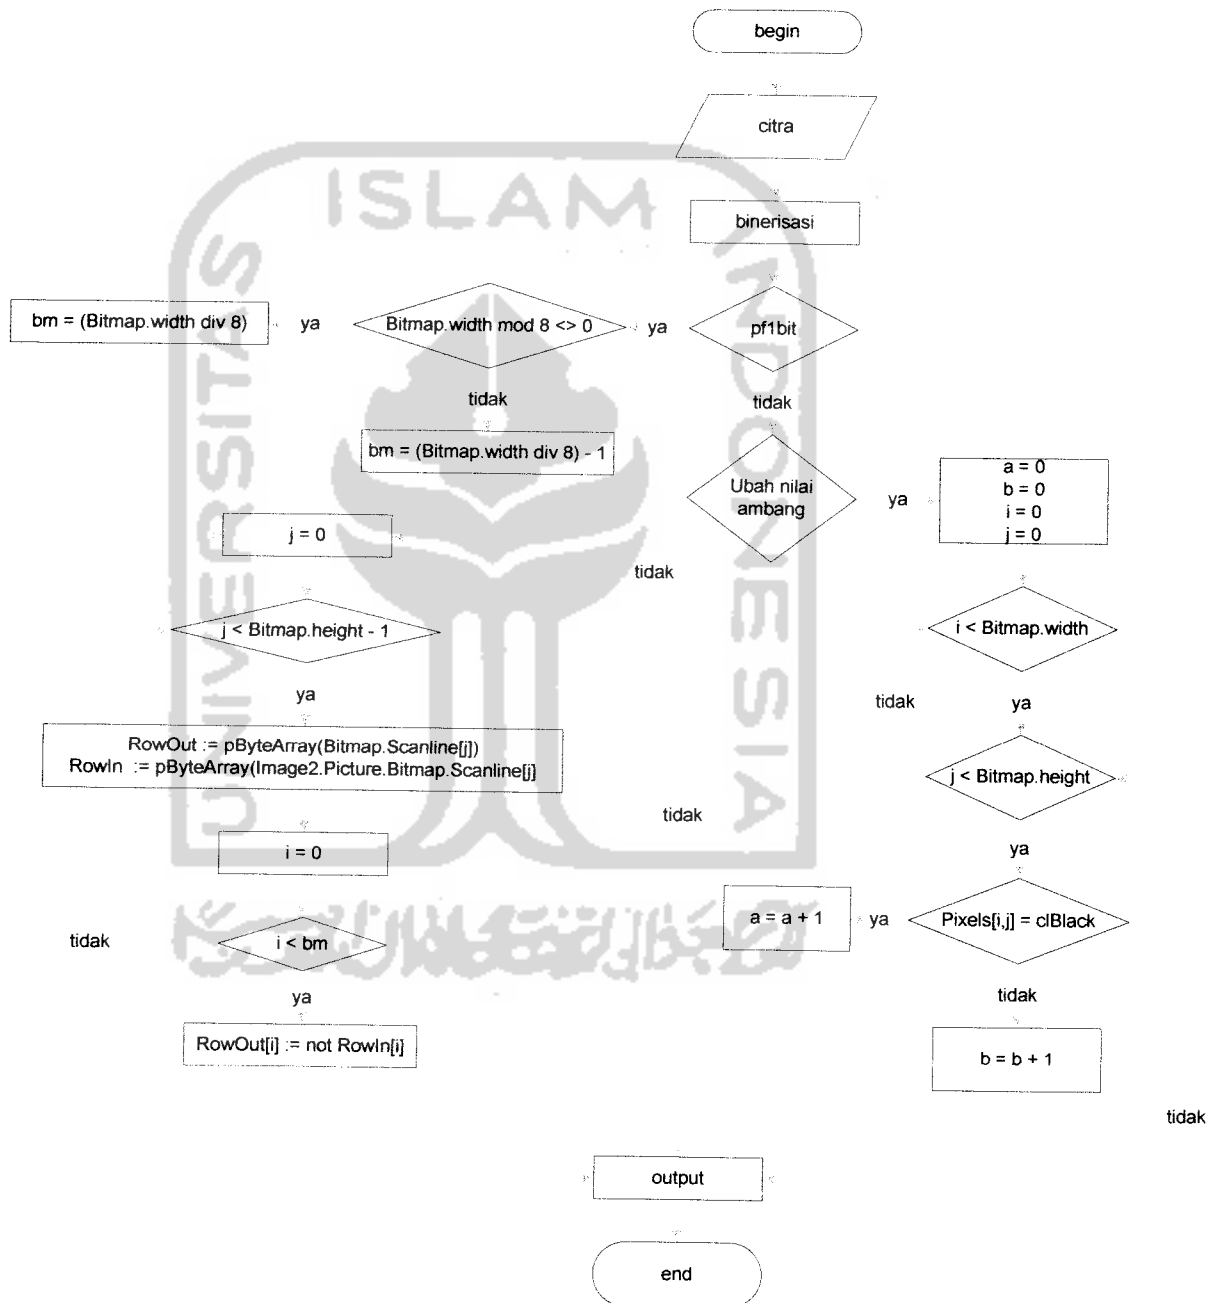 begin
citra
binerisasi
pf1bit
ya
Bitmap.width mod 8 <> 0
ya
bm = (Bitmap.width div 8)
tidak
bm = (Bitmap.width div 8) - 1
tidak
Ubah nilai
ambang
ya
a = 0
b = 0
i = 0
j = 0
tidak
j = 0
j < Bitmap.height - 1
ya
RowOut := pByteArray(Bitmap.Scanline[j])
RowIn := pByteArray(Image2.Picture.Bitmap.Scanline[j]
i = 0
i < bm
tidak
ya
RowOut[i] := not RowIn[i]
i < Bitmap.width
tidak
ya
j < Bitmap.height
tidak
ya
Pixels[i,j] = clBlack
ya
a = a + 1
tidak
b = b + 1
tidak
output
end
UNIVERSITAS
ISLAM
INDONESIA